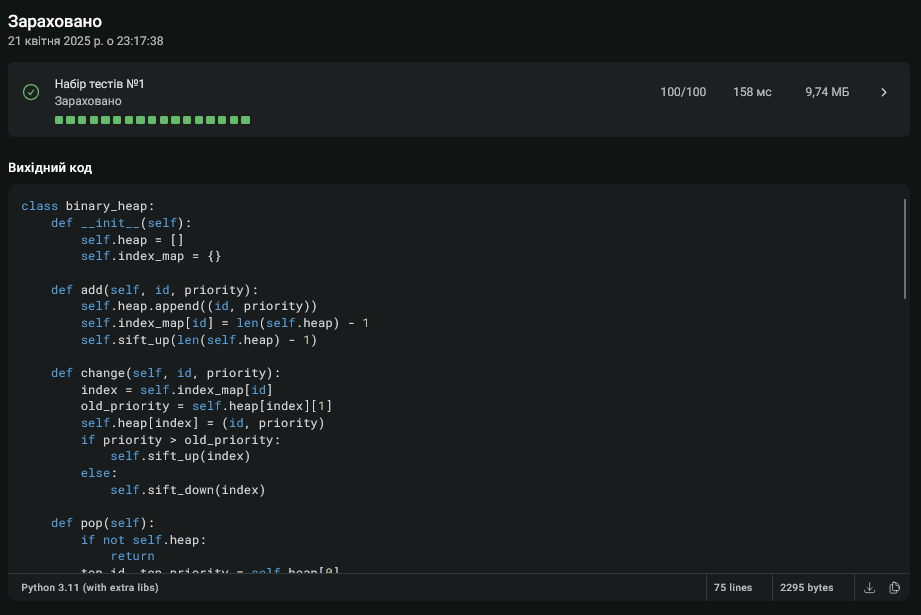 Зараховано
21 квітня 2025 р. о 23:17:38
Набір тестів №1
Зараховано
100/100 158 мс 9,74 МБ
Вихідний код
class binary_heap:
    def __init__(self):
        self.heap = []
        self.index_map = {}
    def add(self, id, priority):
        self.heap.append((id, priority))
        self.index_map[id] = len(self.heap) - 1
        self.sift_up(len(self.heap) - 1)
    def change(self, id, priority):
        index = self.index_map[id]
        old_priority = self.heap[index][1]
        self.heap[index] = (id, priority)
        if priority > old_priority:
            self.sift_up(index)
        else:
            self.sift_down(index)
    def pop(self):
        if not self.heap:
            return
        top_id, top_priority = self.heap[0]
Python 3.11 (with extra libs) 75 lines 2295 bytes